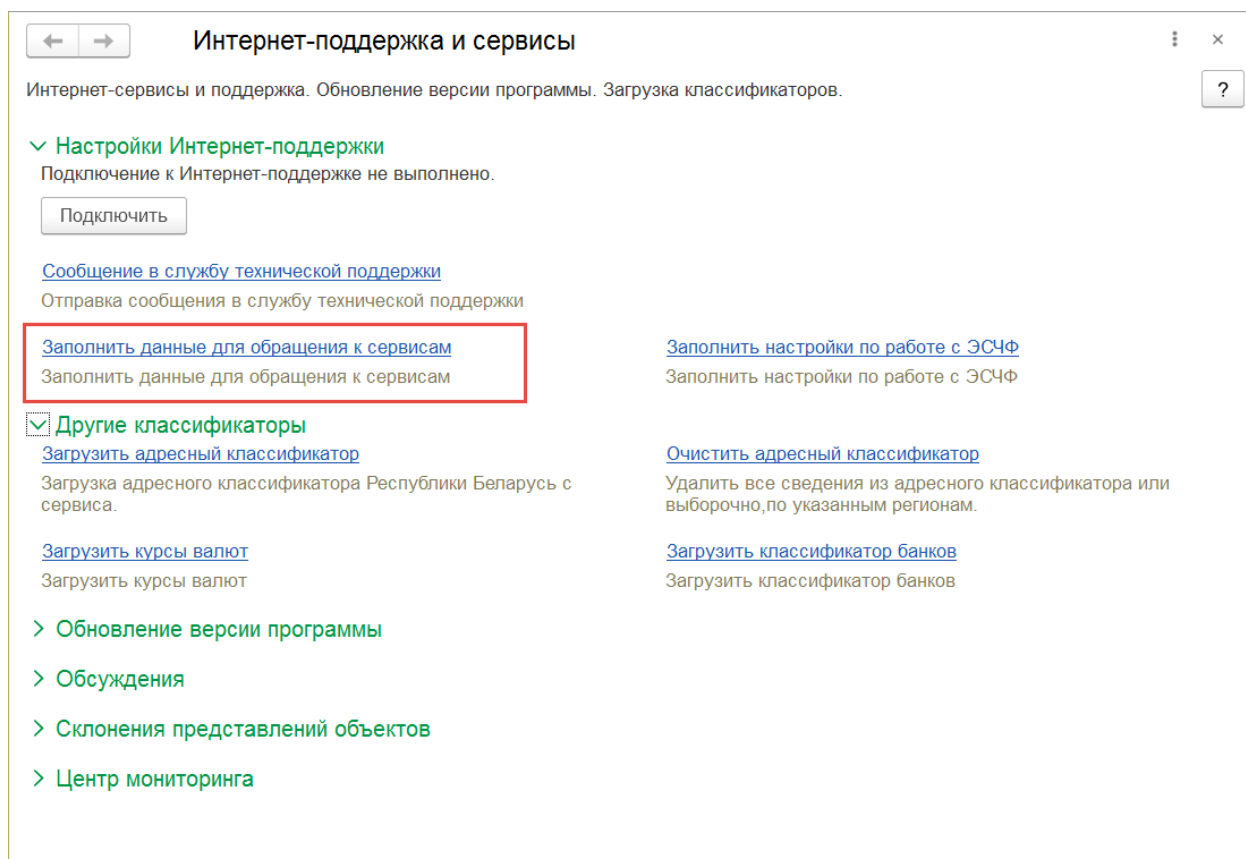 Интернет-поддержка и сервисы
Интернет-сервисы и поддержка. Обновление версии программы. Загрузка классификаторов.
?
Настройки Интернет-поддержки
Подключение к Интернет-поддержке не выполнено.
Подключить
Сообщение в службу технической поддержки
Отправка сообщения в службу технической поддержки
Заполнить данные для обращения к сервисам
Заполнить данные для обращения к сервисам
Заполнить настройки по работе с ЭСЧФ
Заполнить настройки по работе с ЭСЧФ
Другие классификаторы
Загрузить адресный классификатор
Загрузка адресного классификатора Республики Беларусь с
сервиса.
Очистить адресный классификатор
Удалить все сведения из адресного классификатора или
выборочно,по указанным регионам.
Загрузить курсы валют
Загрузить курсы валют
Загрузить классификатор банков
Загрузить классификатор банков
Обновление версии программы
Обсуждения
Склонения представлений объектов
Центр мониторинга